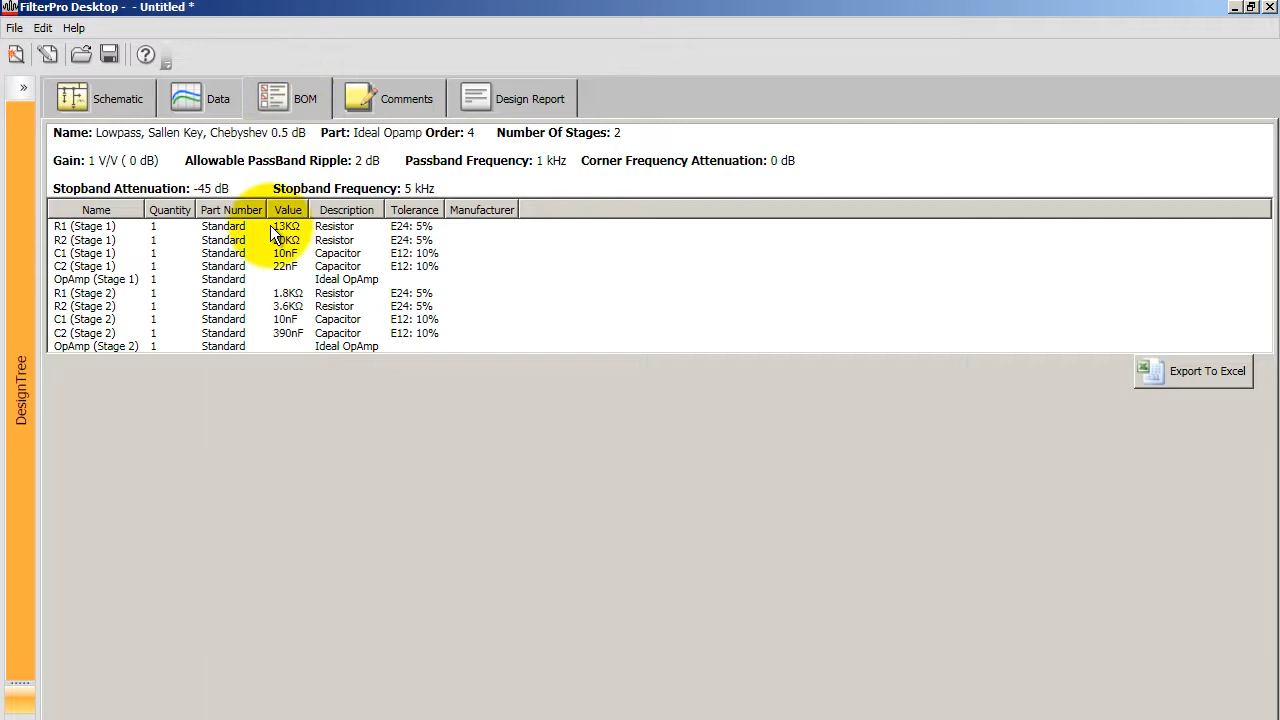 FilterPro Desktop - - Untitled *
File Edit Help
Schematic Data BOM Comments Design Report
Name: Lowpass, Sallen Key, Chebyshev 0.5 dB Part: Ideal Opamp Order: 4 Number Of Stages: 2
Gain: 1 V/V ( 0 dB) Allowable PassBand Ripple: 2 dB Passband Frequency: 1 kHz Corner Frequency Attenuation: 0 dB
Stopband Attenuation: -45 dB Stopband Frequency: 5 kHz
Name Quantity Part Number Value Description Tolerance Manufacturer
R1 (Stage 1) 1 Standard 13KΩ Resistor E24: 5%
R2 (Stage 1) 1 Standard Resistor E24: 5%
C1 (Stage 1) 1 Standard 10nF Capacitor E12: 10%
C2 (Stage 1) 1 Standard 22nF Capacitor E12: 10%
OpAmp (Stage 1) 1 Standard Ideal OpAmp
R1 (Stage 2) 1 Standard 1.8KΩ Resistor E24: 5%
R2 (Stage 2) 1 Standard 3.6KΩ Resistor E24: 5%
C1 (Stage 2) 1 Standard 10nF Capacitor E12: 10%
C2 (Stage 2) 1 Standard 390nF Capacitor E12: 10%
OpAmp (Stage 2) 1 Standard Ideal OpAmp
Export To Excel
DesignTree